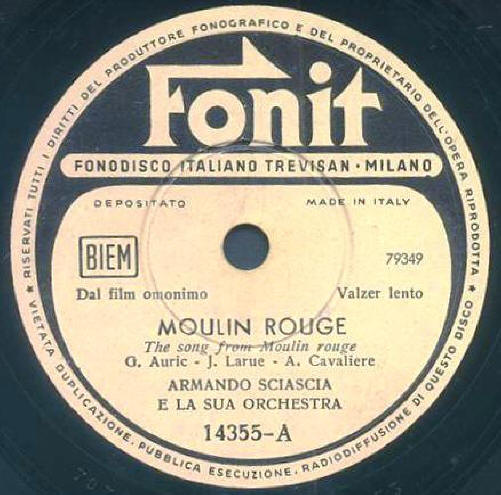 ★ RISERVATI TUTTI I DIRITTI DEL PRODUTTORE FONOGRAFICO E DEL PROPRIETARIO DELL'OPERA RIPRODOTTA ★
Fonit
FONODISCO ITALIANO TREVISAN · MILANO
DEPOSITATO MADE IN ITALY
BIEM 79349
Dal film omonimo Valzer lento
MOULIN ROUGE
The song from Moulin rouge
G. Auric - J. Larue - A. Cavaliere
ARMANDO SCIASCIA
E LA SUA ORCHESTRA
14355-A
VIETATA DUPLICAZIONE. PUBBLICA ESECUZIONE. RADIODIFFUSIONE DI QUESTO DISCO